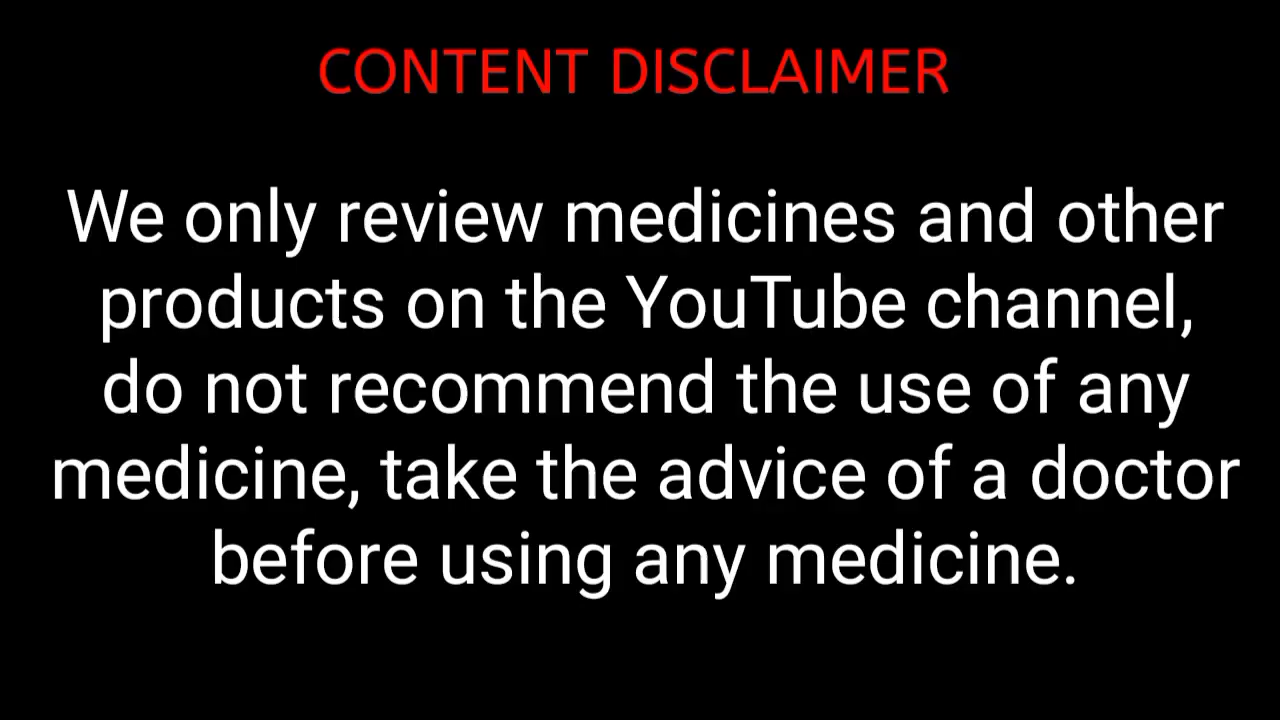 CONTENT DISCLAIMER
We only review medicines and other
products on the YouTube channel,
do not recommend the use of any
medicine, take the advice of a doctor
before using any medicine.